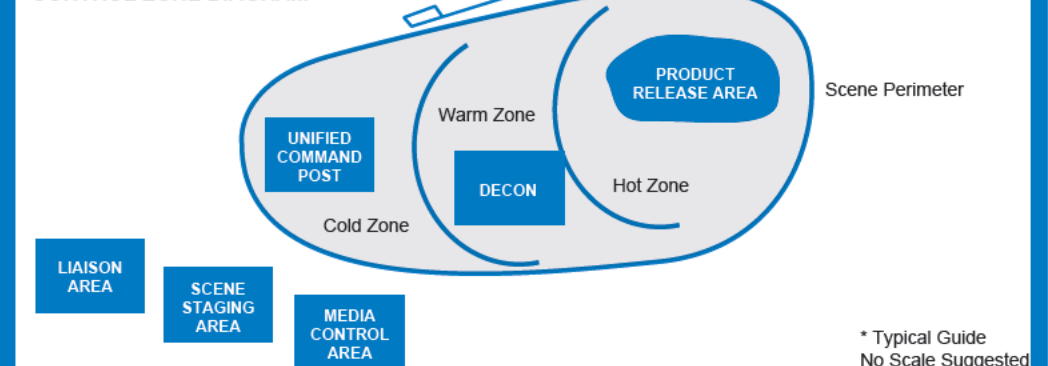 PRODUCT
RELEASE AREA
Scene Perimeter
Warm Zone
UNIFIED
COMMAND
POST
DECON
Hot Zone
Cold Zone
LIAISON
AREA
SCENE
STAGING
AREA
MEDIA
CONTROL
AREA
* Typical Guide
No Scale Suggested